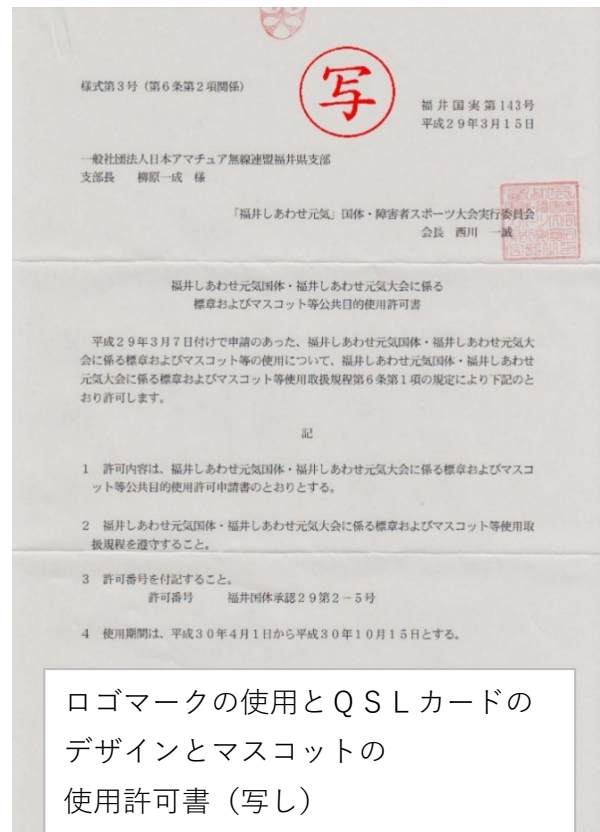 様式第3号(第6条第2項関係)
写
福井国実第143号
平成29年3月15日
一般社団法人日本アマチュア無線連盟福井県支部
支部長 柳原一成 様
「福井しあわせ元気」国体・障害者スポーツ大会実行委員会
会長 西川 一誠
福井しあわせ元気国体・福井しあわせ元気大会に係る
標章およびマスコット等公共目的使用許可書
平成29年3月7日付けで申請のあった、福井しあわせ元気国体・福井しあわせ元気大
会に係る標章およびマスコット等の使用について、福井しあわせ元気国体・福井しあわせ
元気大会に係る標章およびマスコット等使用取扱規程第6条第1項の規定により下記のと
おり許可します。
記
1 許可内容は、福井しあわせ元気国体・福井しあわせ元気大会に係る標章およびマスコ
ット等公共目的使用許可申請書のとおりとする。
2 福井しあわせ元気国体・福井しあわせ元気大会に係る標章およびマスコット等使用取
扱規程を遵守すること。
3 許可番号を付記すること。
許可番号 福井国体承認29第2-5号
4 使用期間は、平成30年4月1日から平成30年10月15日とする。
ロゴマークの使用とQSLカードの
デザインとマスコットの
使用許可書(写し)